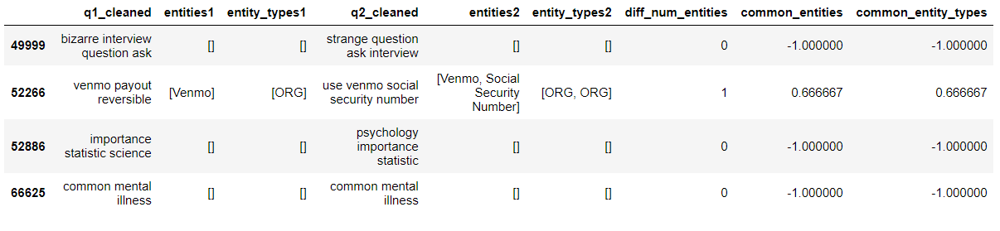 q1_cleaned entities1 entity_types1 q2_cleaned entities2 entity_types2 diff_num_entities common_entities common_entity_types
49999 bizarre interview question ask [] [] strange question ask interview [] [] 0 -1.000000 -1.000000
52266 venmo payout reversible [Venmo] [ORG] use venmo social security number [Venmo, Social Security Number] [ORG, ORG] 1 0.666667 0.666667
52886 importance statistic science [] [] psychology importance statistic [] [] 0 -1.000000 -1.000000
66625 common mental illness [] [] common mental illness [] [] 0 -1.000000 -1.000000